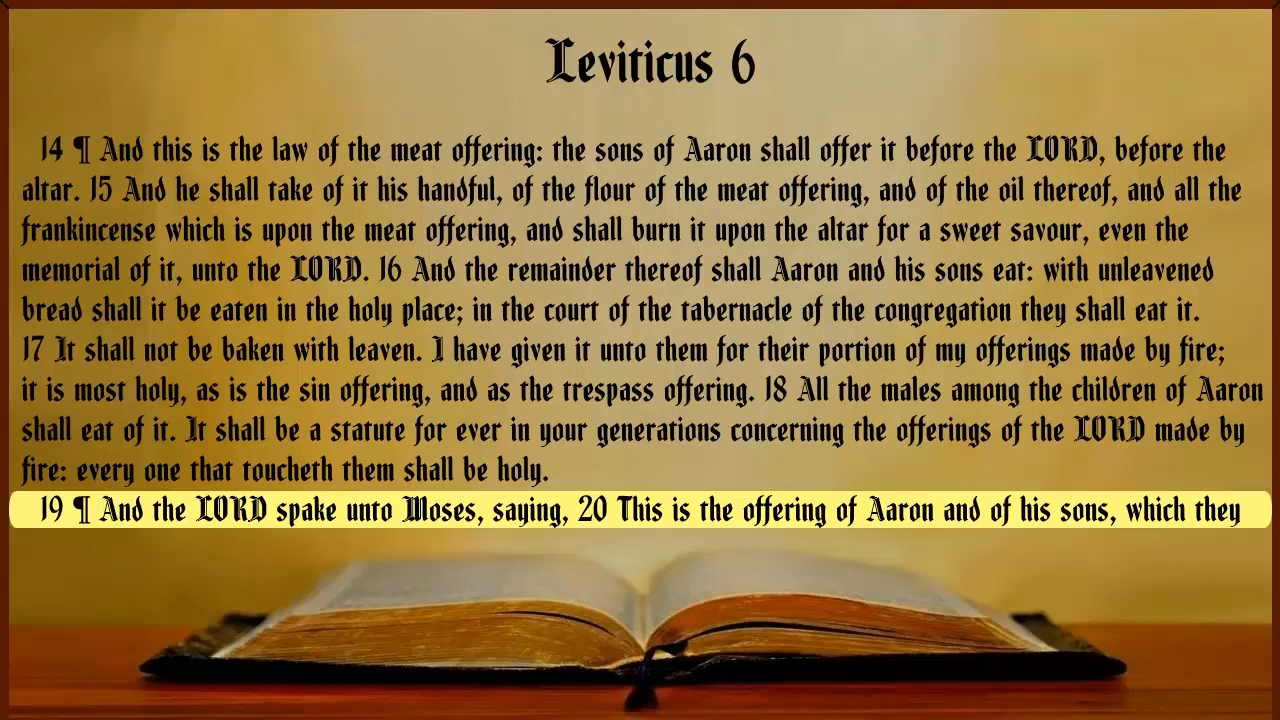 Leviticus 6
14 ¶ And this is the law of the meat offering: the sons of Aaron shall offer it before the LORD, before the
altar. 15 And he shall take of it his handful, of the flour of the meat offering, and of the oil thereof, and all the
frankincense which is upon the meat offering, and shall burn it upon the altar for a sweet savour, even the
memorial of it, unto the LORD. 16 And the remainder thereof shall Aaron and his sons eat: with unleavened
bread shall it be eaten in the holy place; in the court of the tabernacle of the congregation they shall eat it.
17 It shall not be baken with leaven. I have given it unto them for their portion of my offerings made by fire;
it is most holy, as is the sin offering, and as the trespass offering. 18 All the males among the children of Aaron
shall eat of it. It shall be a statute for ever in your generations concerning the offerings of the LORD made by
fire: every one that toucheth them shall be holy.
19 ¶ And the LORD spake unto Moses, saying, 20 This is the offering of Aaron and of his sons, which they